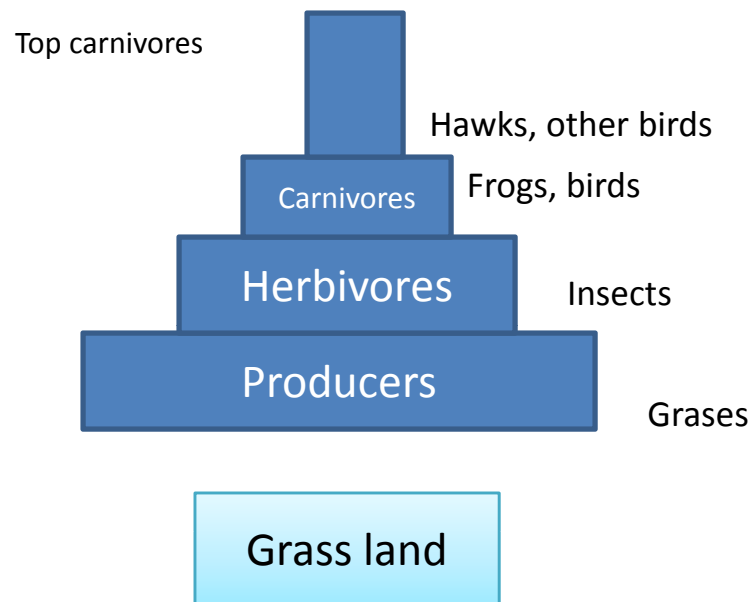 Top carnivores
Hawks, other birds
Carnivores
Frogs, birds
Herbivores
Insects
Producers
Grases
Grass land